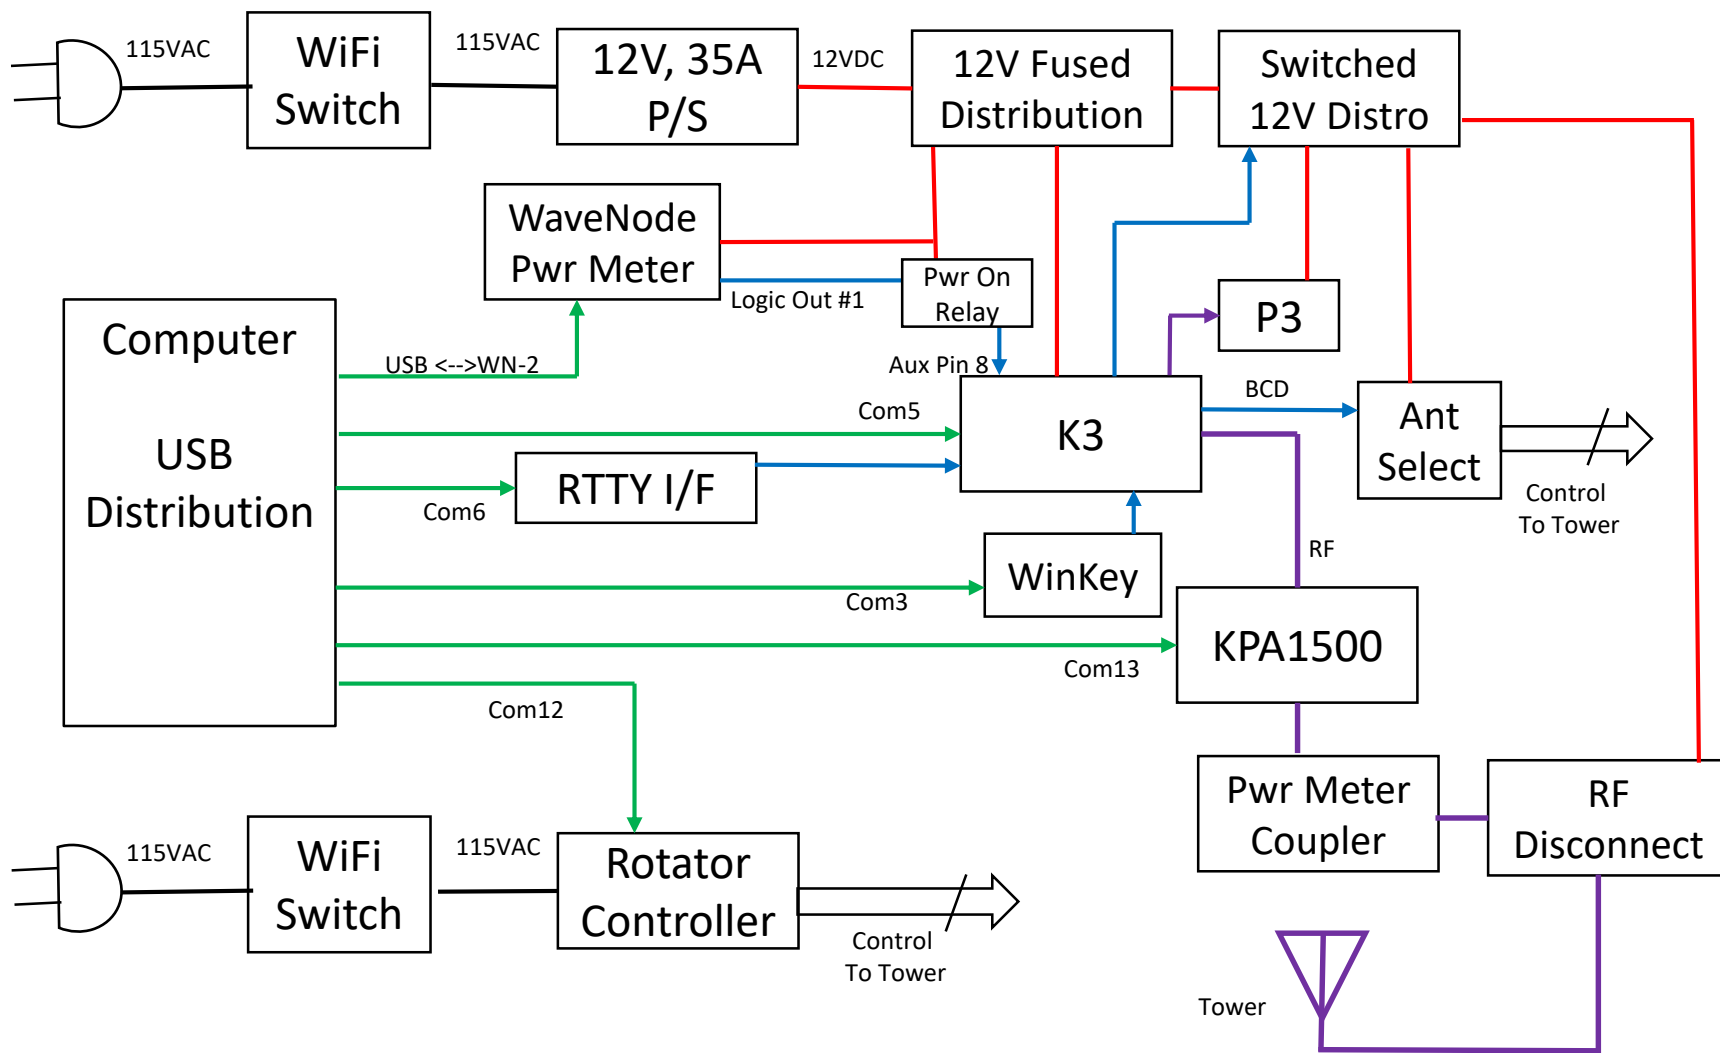 115VAC
WiFi
Switch
115VAC
12V, 35A
P/S
12VDC
12V Fused
Distribution
Switched
12V Distro
WaveNode
Pwr Meter
Logic Out #1
Pwr On
Relay
P3
Computer
USB
Distribution
USB <-->WN-2
Aux Pin 8
Com5
K3
BCD
Ant
Select
Control
To Tower
Com6
RTTY I/F
RF
Com3
WinKey
KPA1500
Com13
Com12
Pwr Meter
Coupler
RF
Disconnect
115VAC
WiFi
Switch
115VAC
Rotator
Controller
Control
To Tower
Tower